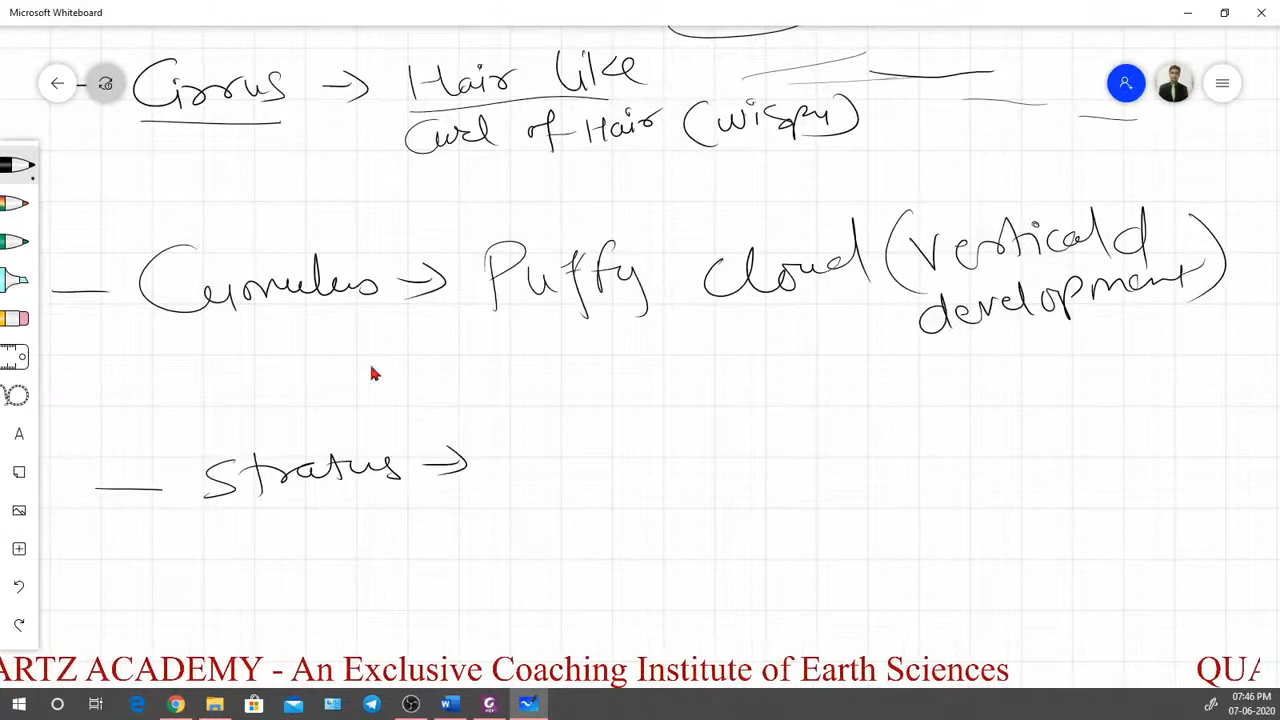 Microsoft Whiteboard
- Cirrus → Hair like
Curl of Hair (wispy)
— Cumulus → Puffy cloud (vertical d
development)
— Stratus →
ARTZ ACADEMY - An Exclusive Coaching Institute of Earth Sciences QUA
07:46 PM
07-06-2020